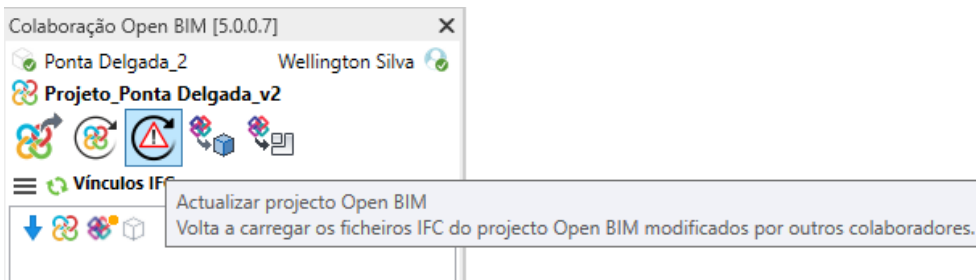 Colaboração Open BIM [5.0.0.7]
Ponta Delgada_2 Wellington Silva
Projeto_Ponta Delgada_v2
Vínculos IFC
Actualizar projecto Open BIM
Volta a carregar os ficheiros IFC do projecto Open BIM modificados por outros colaboradores.